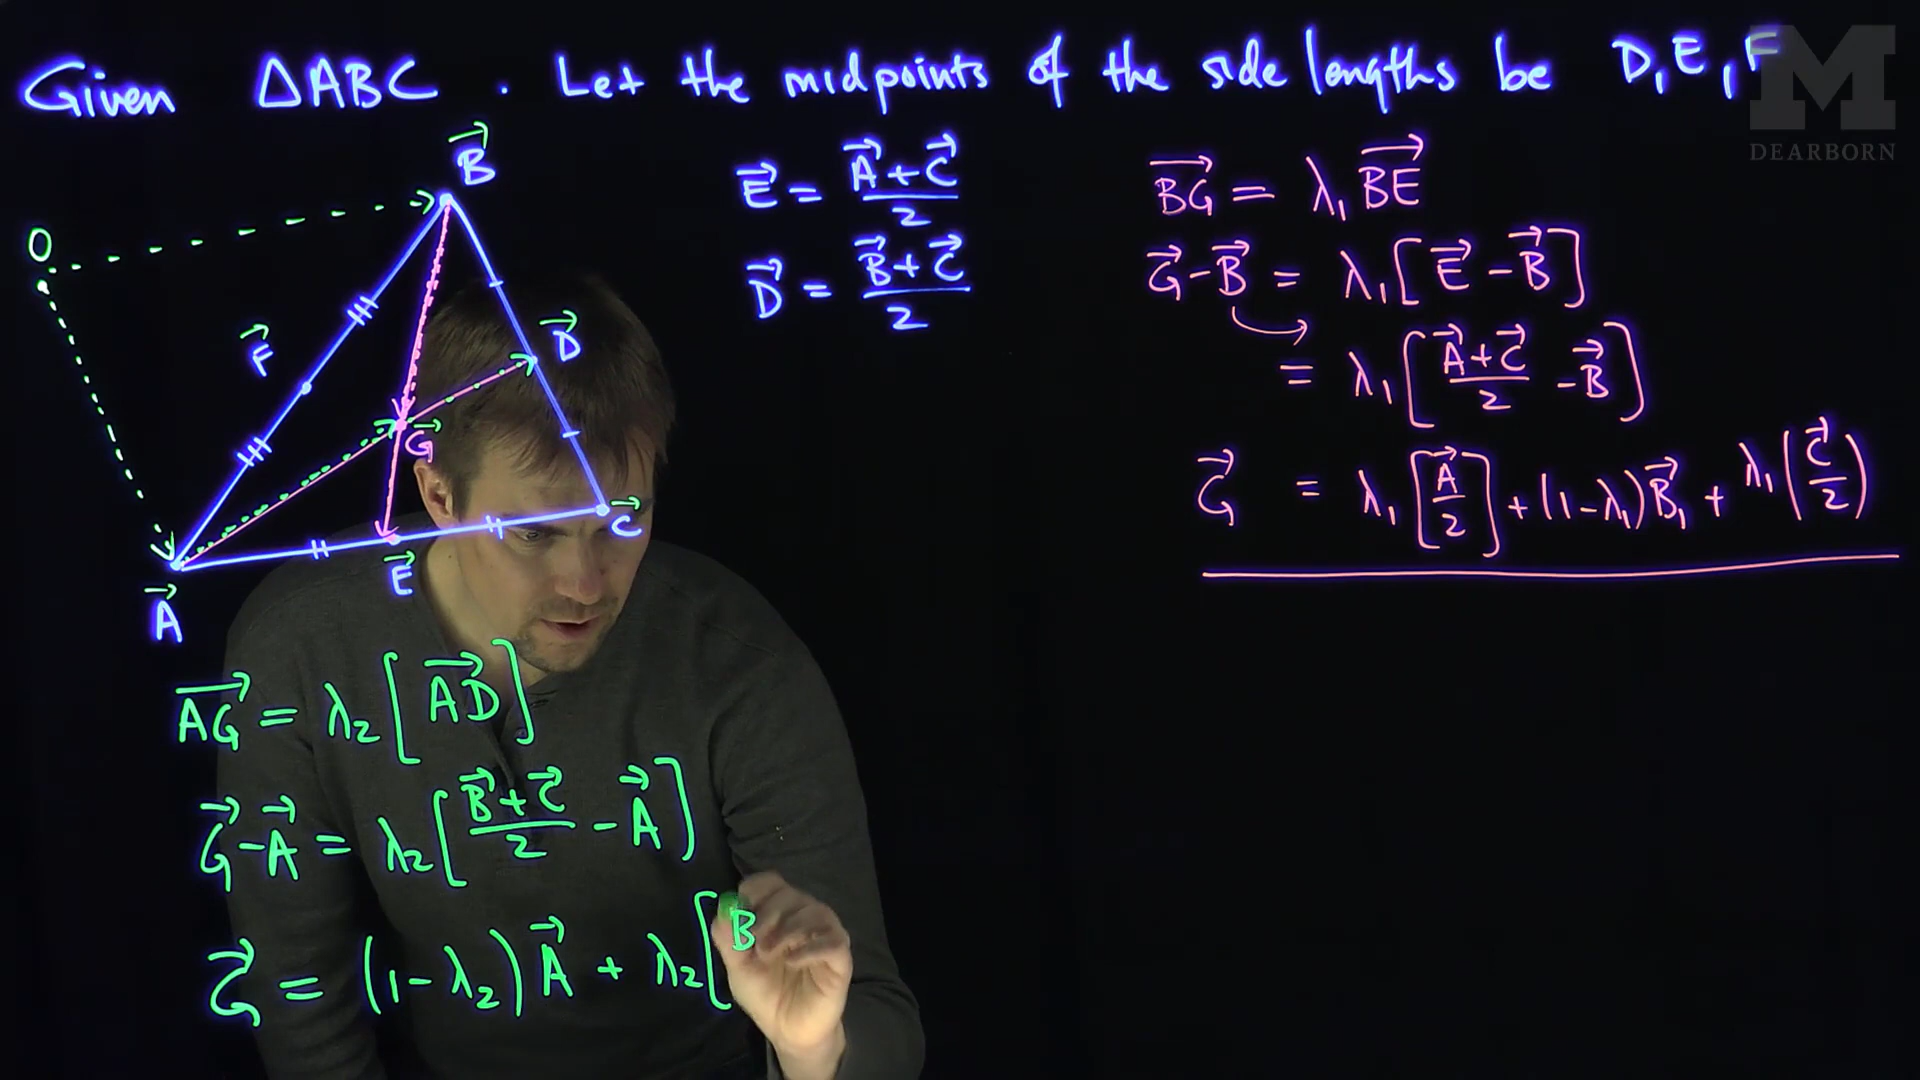 Given ΔABC. Let the midpoints of the side lengths be D, E, F
M
DEARBORN
O
B⃗
F⃗
D⃗
G⃗
C⃗
E⃗
A⃗
E⃗ = (A⃗ + C⃗)/2
D⃗ = (B⃗ + C⃗)/2
BG⃗ = λ₁ BE⃗
G⃗ - B⃗ = λ₁[E⃗ - B⃗]
= λ₁[(A⃗ + C⃗)/2 - B⃗]
G⃗ = λ₁[A⃗/2] + (1-λ₁)B⃗₁ + λ₁(C⃗/2)
AG⃗ = λ₂[AD⃗]
G⃗ - A⃗ = λ₂[(B⃗ + C⃗)/2 - A⃗]
G⃗ = (1-λ₂)A⃗ + λ₂[B